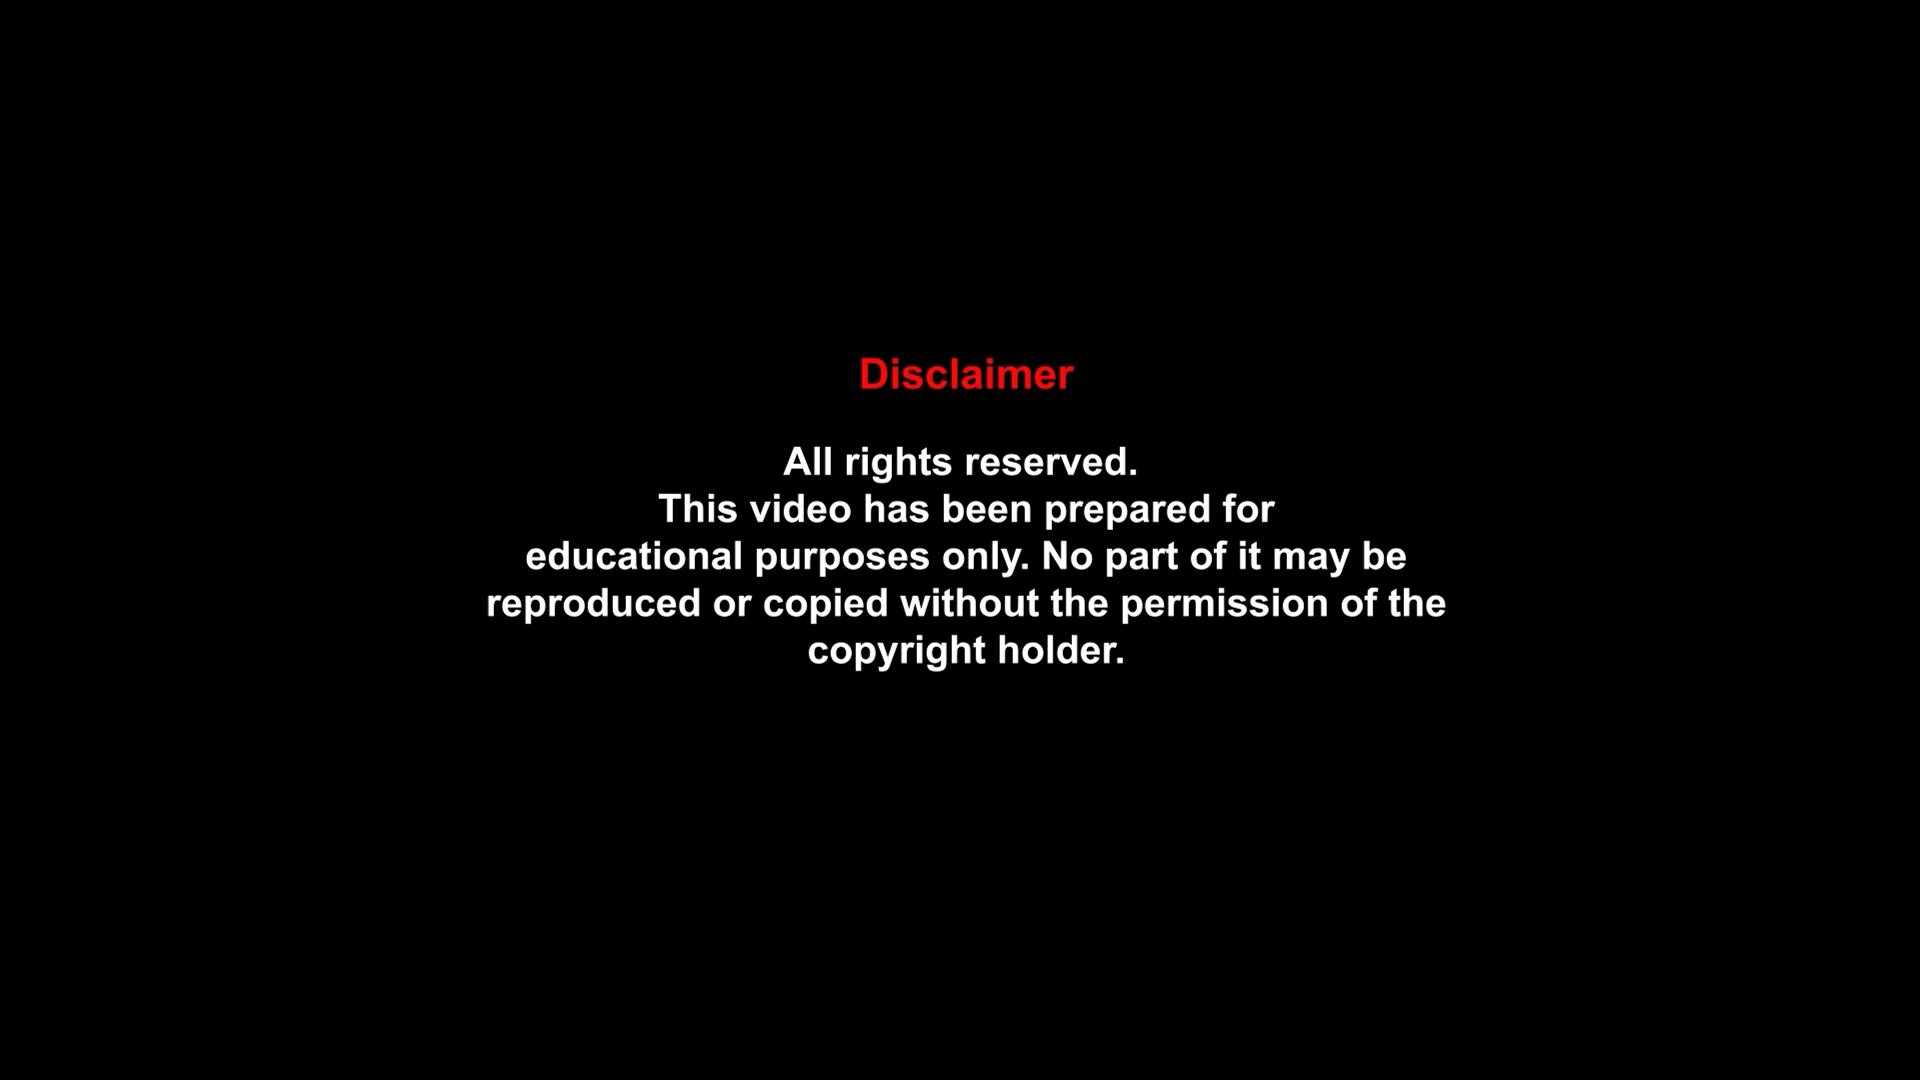 Disclaimer
All rights reserved.
This video has been prepared for
educational purposes only. No part of it may be
reproduced or copied without the permission of the
copyright holder.